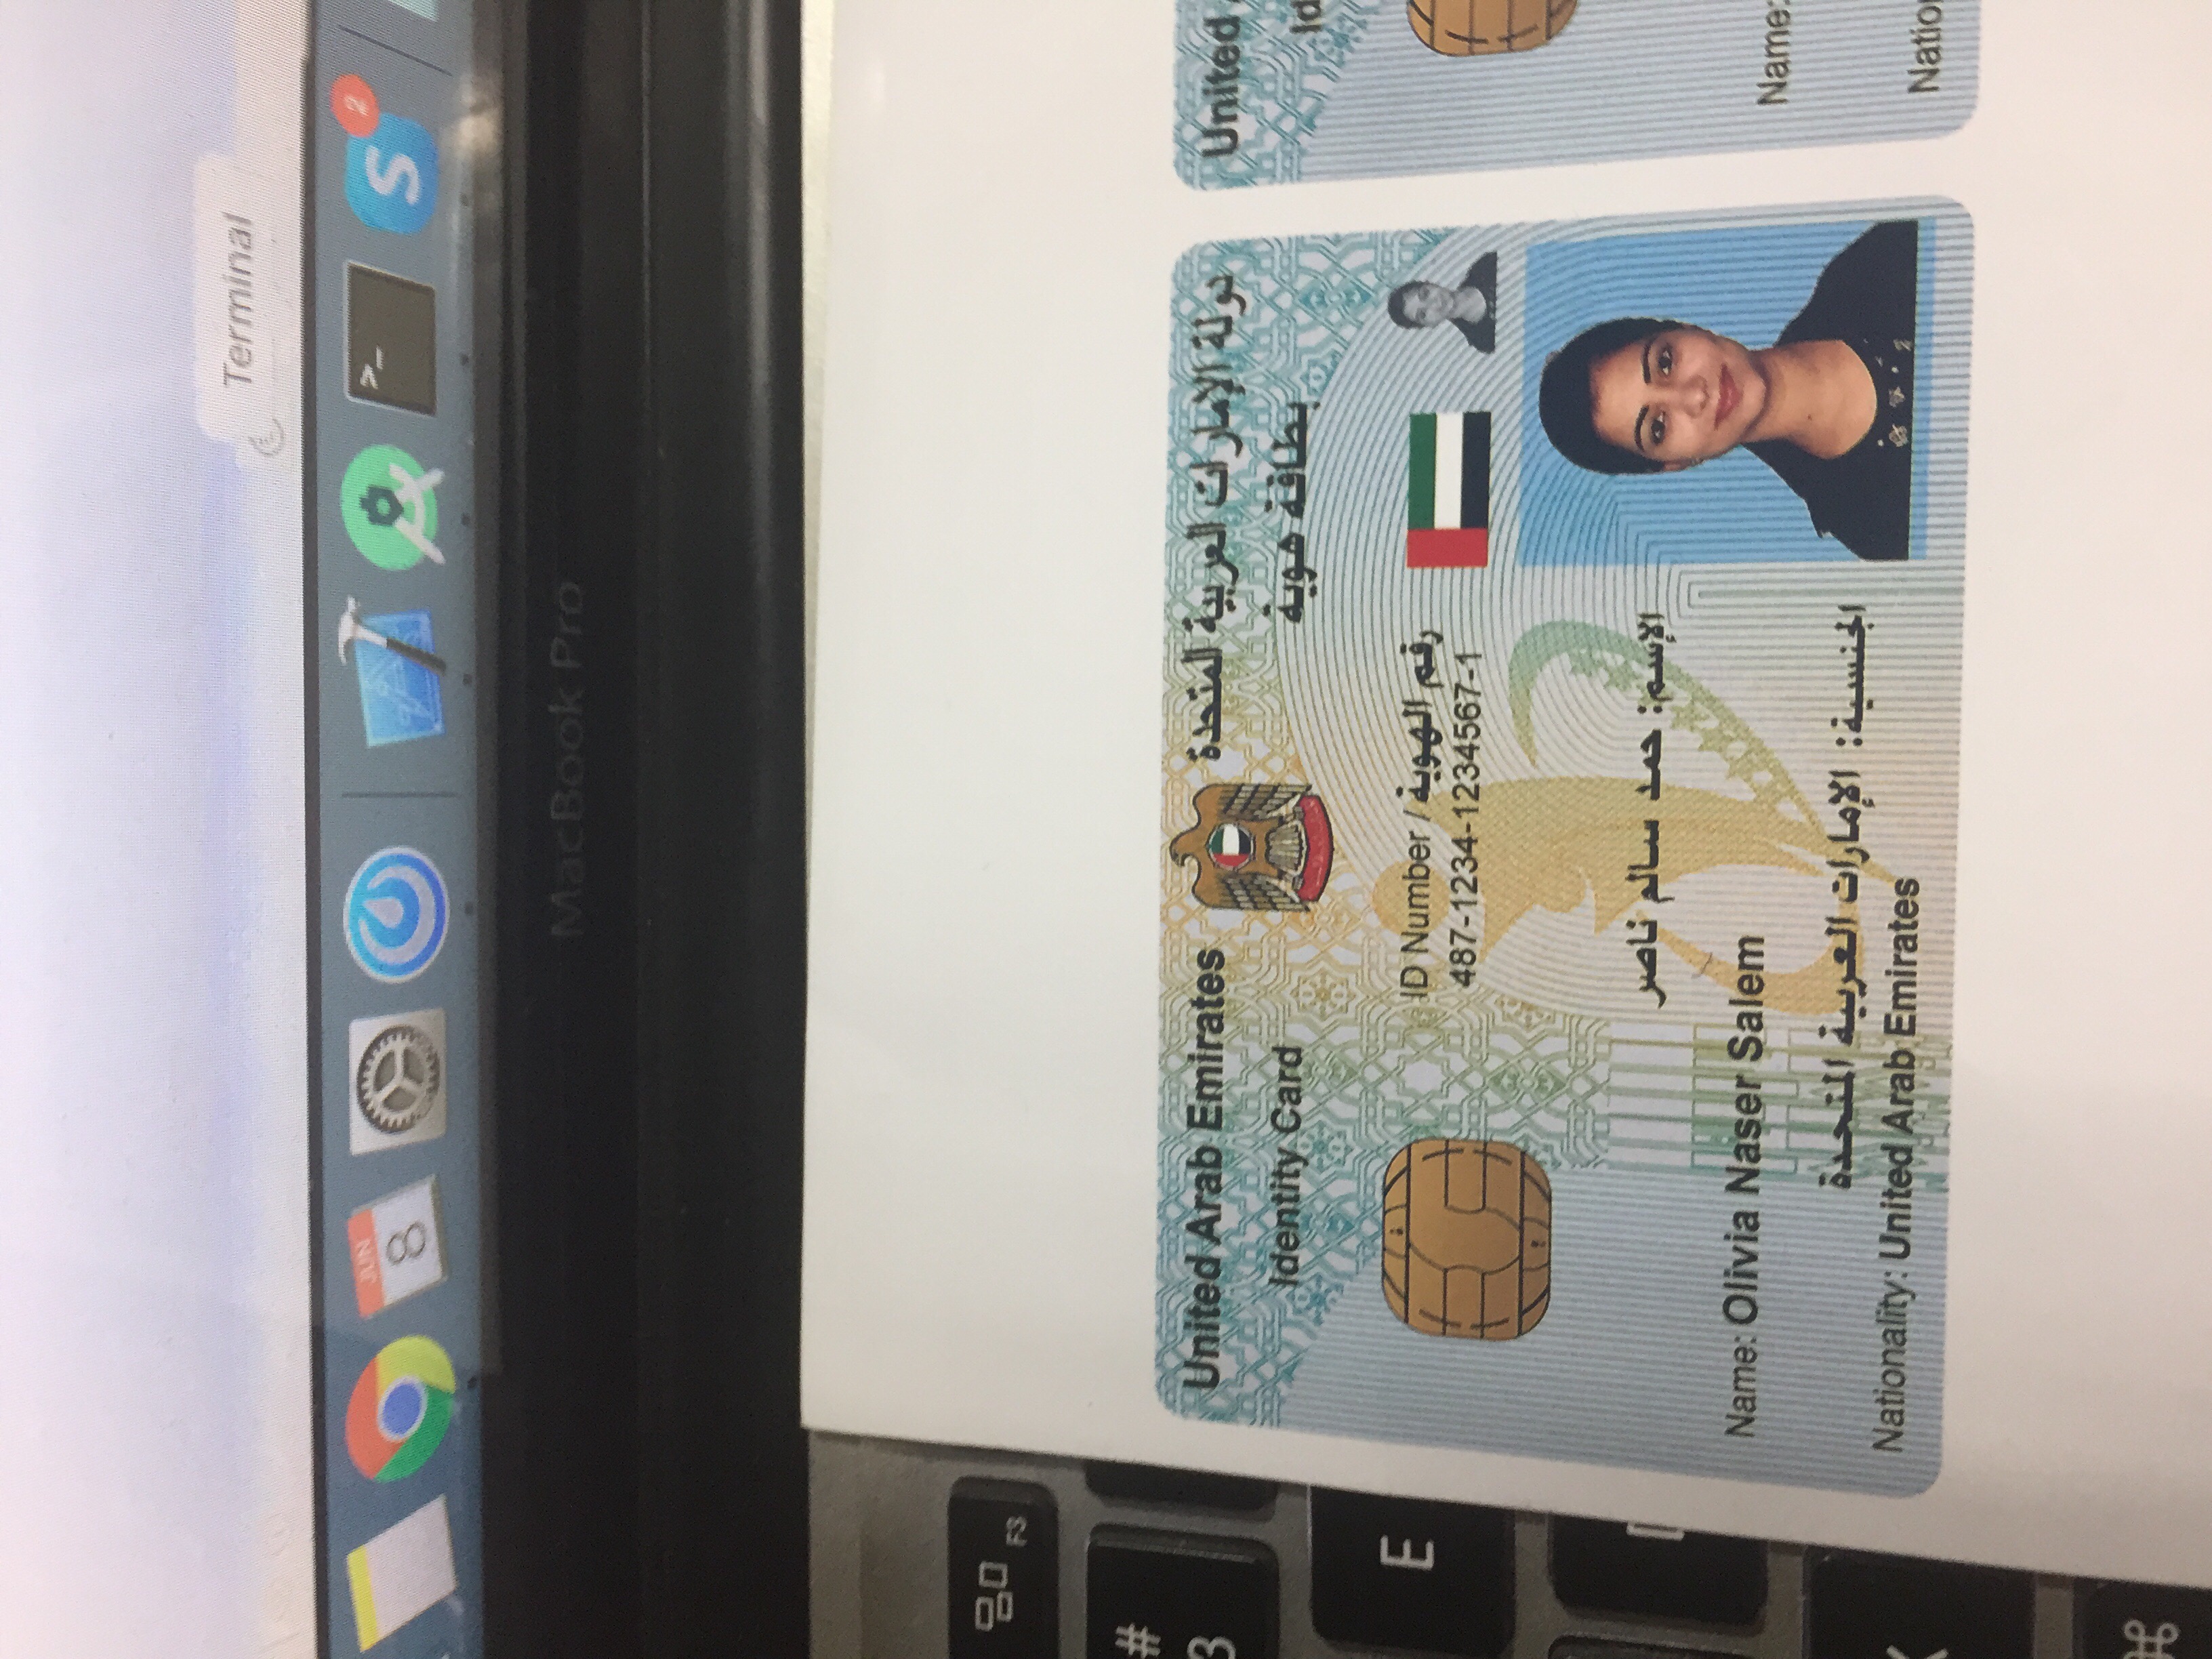 Terminal
JUN
8
>_
S
2
MacBook Pro
F3
#
3
E
⌘
United Arab Emirates
دولة الإمارات العربية المتحدة
Identity Card
بطاقة هوية
ID Number / رقم الهوية
487-1234-1234567-1
الإسم: حمد سالم ناصر
Name: Olivia Naser Salem
الجنسية: الإمارات العربية المتحدة
Nationality: United Arab Emirates
United
Id
Name:
Natio